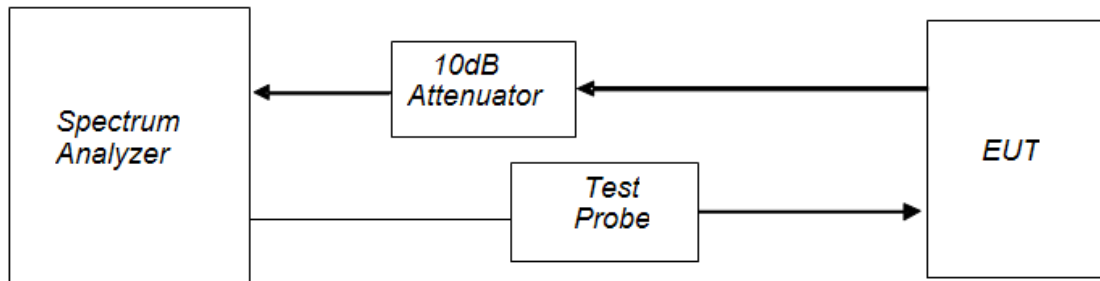 Spectrum
Analyzer
10dB
Attenuator
Test
Probe
EUT